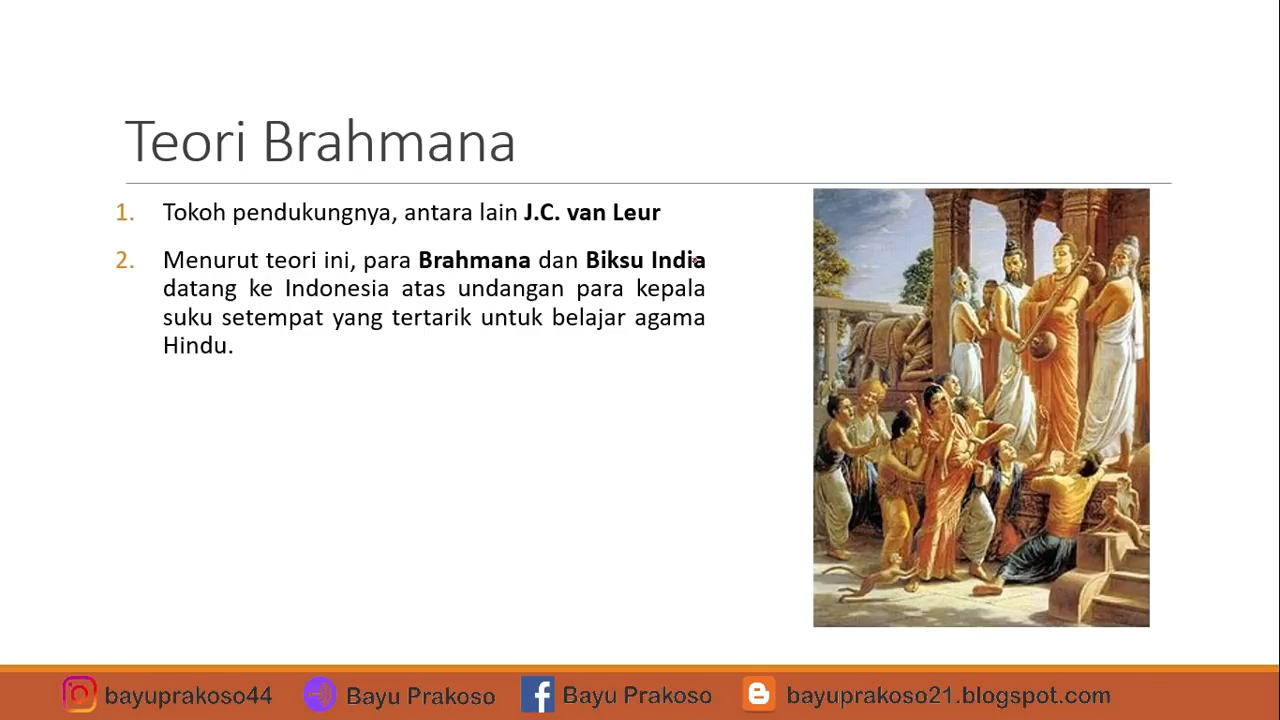 Teori Brahmana
1. Tokoh pendukungnya, antara lain J.C. van Leur
2. Menurut teori ini, para Brahmana dan Biksu India
datang ke Indonesia atas undangan para kepala
suku setempat yang tertarik untuk belajar agama
Hindu.
bayuprakoso44 Bayu Prakoso Bayu Prakoso bayuprakoso21.blogspot.com